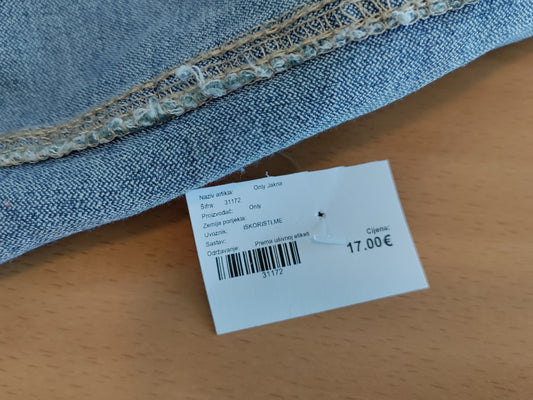 Naziv artikla: Only Jakna
Šifra: 31172
Proizvođač: Only
Zemlja porijekla:
Uvoznik: ISKORISTI.ME
Sastav:
Održavanje: Prema ušivnoj etiketi
Cijena:
17.00€
31172